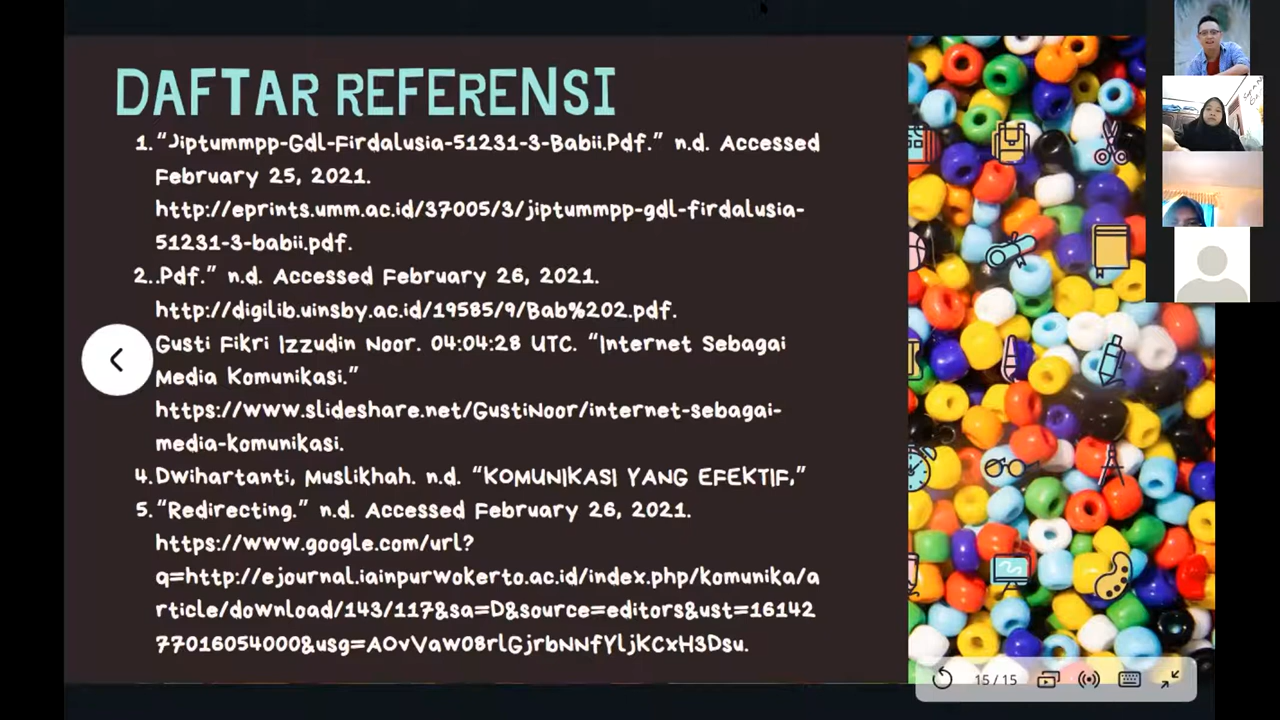 DAFTAR REFERENSI
1. “Jiptummpp-Gdl-Firdalusia-51231-3-Babii.Pdf.” n.d. Accessed
February 25, 2021.
http://eprints.umm.ac.id/37005/3/jiptummpp-gdl-firdalusia-
51231-3-babii.pdf.
2..Pdf.” n.d. Accessed February 26, 2021.
http://digilib.uinsby.ac.id/19585/9/Bab%202.pdf.
Gusti Fikri Izzudin Noor. 04:04:28 UTC. “Internet Sebagai
Media Komunikasi.”
https://www.slideshare.net/GustiNoor/internet-sebagai-
media-komunikasi.
4. Dwihartanti, Muslikhah. n.d. “KOMUNIKASI YANG EFEKTIF,”
5. “Redirecting.” n.d. Accessed February 26, 2021.
https://www.google.com/url?
q=http://ejournal.iainpurwokerto.ac.id/index.php/komunika/a
rticle/download/143/117&sa=D&source=editors&ust=16142
77016054000&usg=AOvVaw08rlGjrbNNfYljKCxH3Dsu.
15 / 15